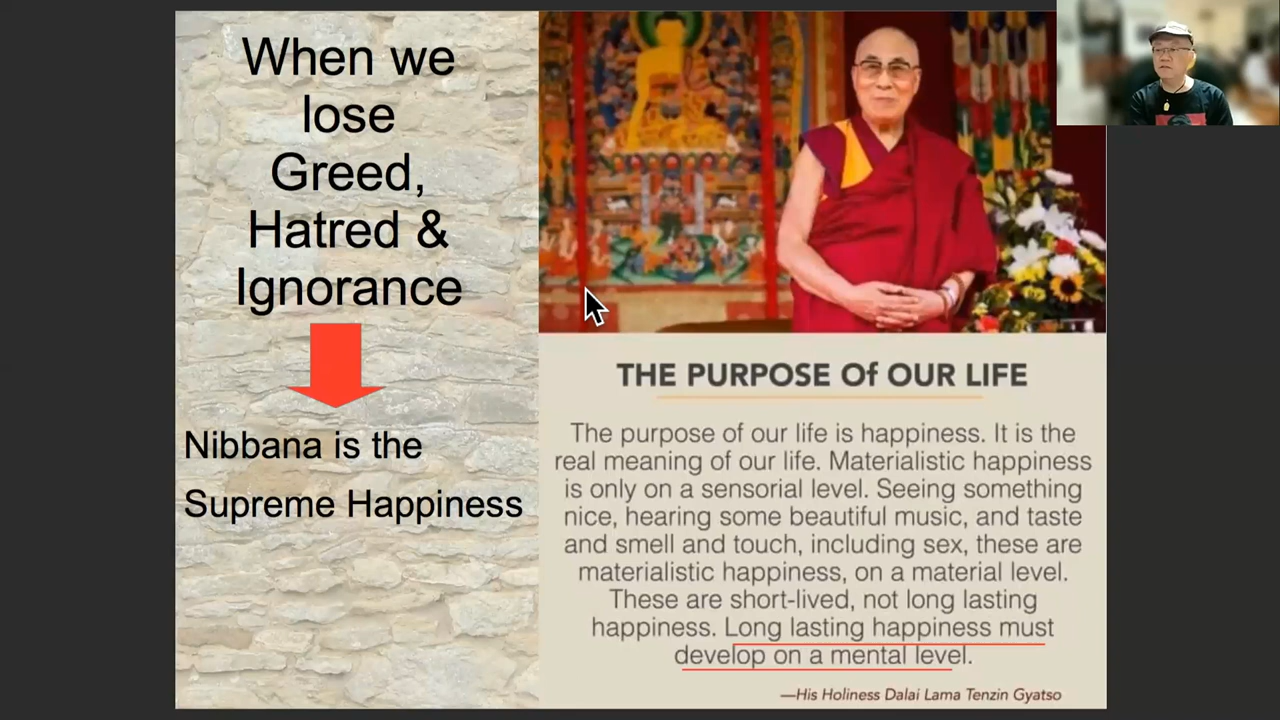 When we
lose
Greed,
Hatred &
Ignorance
Nibbana is the
Supreme Happiness
THE PURPOSE Of OUR LIFE
The purpose of our life is happiness. It is the
real meaning of our life. Materialistic happiness
is only on a sensorial level. Seeing something
nice, hearing some beautiful music, and taste
and smell and touch, including sex, these are
materialistic happiness, on a material level.
These are short-lived, not long lasting
happiness. Long lasting happiness must
develop on a mental level.
—His Holiness Dalai Lama Tenzin Gyatso